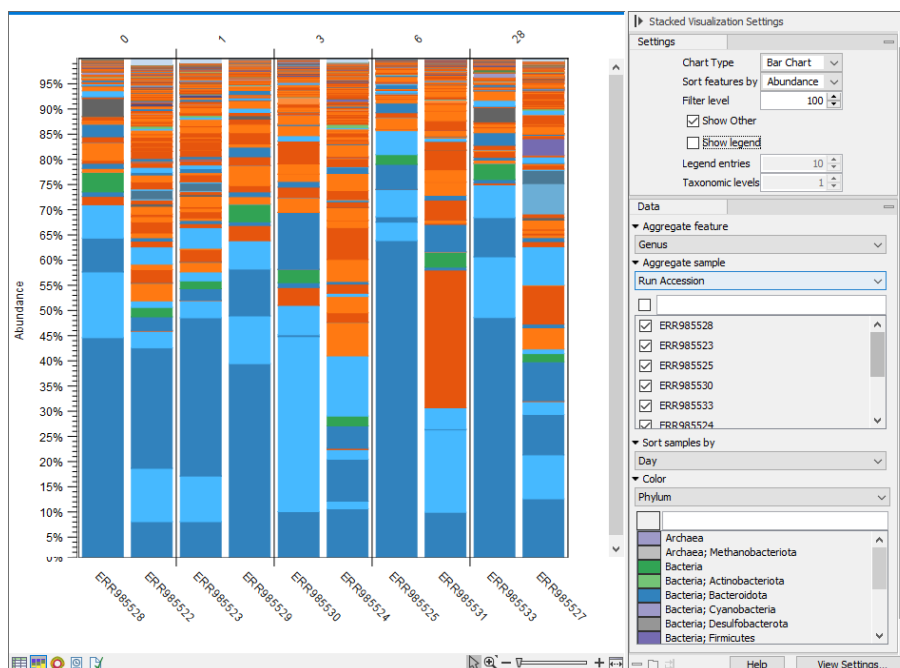 Stacked Visualization Settings
Settings
Chart Type Bar Chart
Sort features by Abundance
Filter level 100
Show Other
Show legend
Legend entries 10
Taxonomic levels 1
Data
Aggregate feature
Genus
Aggregate sample
Run Accession
ERR985528
ERR985523
ERR985525
ERR985530
ERR985533
ERR985524
Sort samples by
Day
Color
Phylum
Archaea
Archaea; Methanobacteriota
Bacteria
Bacteria; Actinobacteriota
Bacteria; Bacteroidota
Bacteria; Cyanobacteria
Bacteria; Desulfobacterota
Bacteria; Firmicutes
Help View Settings...
0 1 3 6 28
Abundance
95%
90%
85%
80%
75%
70%
65%
60%
55%
50%
45%
40%
35%
30%
25%
20%
15%
10%
5%
0%
ERR985528 ERR985522 ERR985523 ERR985529 ERR985530 ERR985524 ERR985525 ERR985531 ERR985533 ERR985527